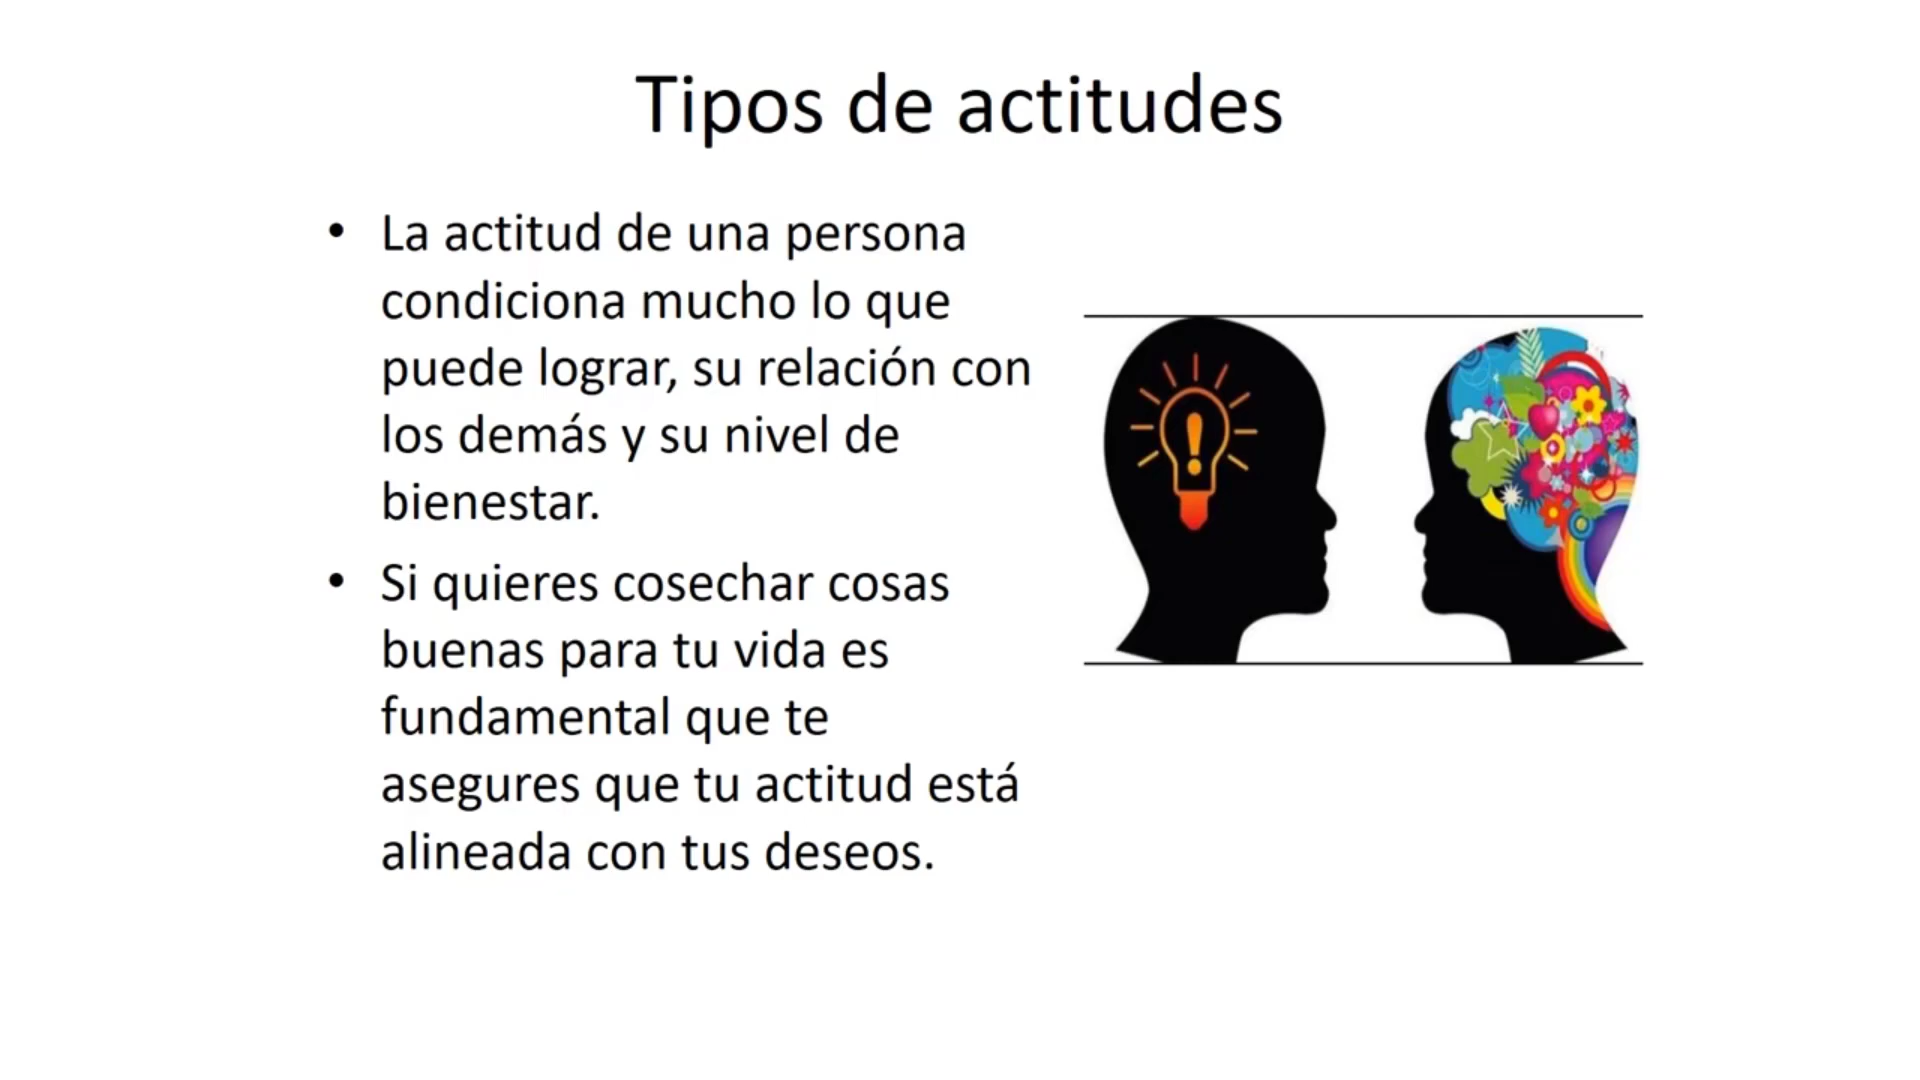 Tipos de actitudes
• La actitud de una persona
condiciona mucho lo que
puede lograr, su relación con
los demás y su nivel de
bienestar.
• Si quieres cosechar cosas
buenas para tu vida es
fundamental que te
asegures que tu actitud está
alineada con tus deseos.